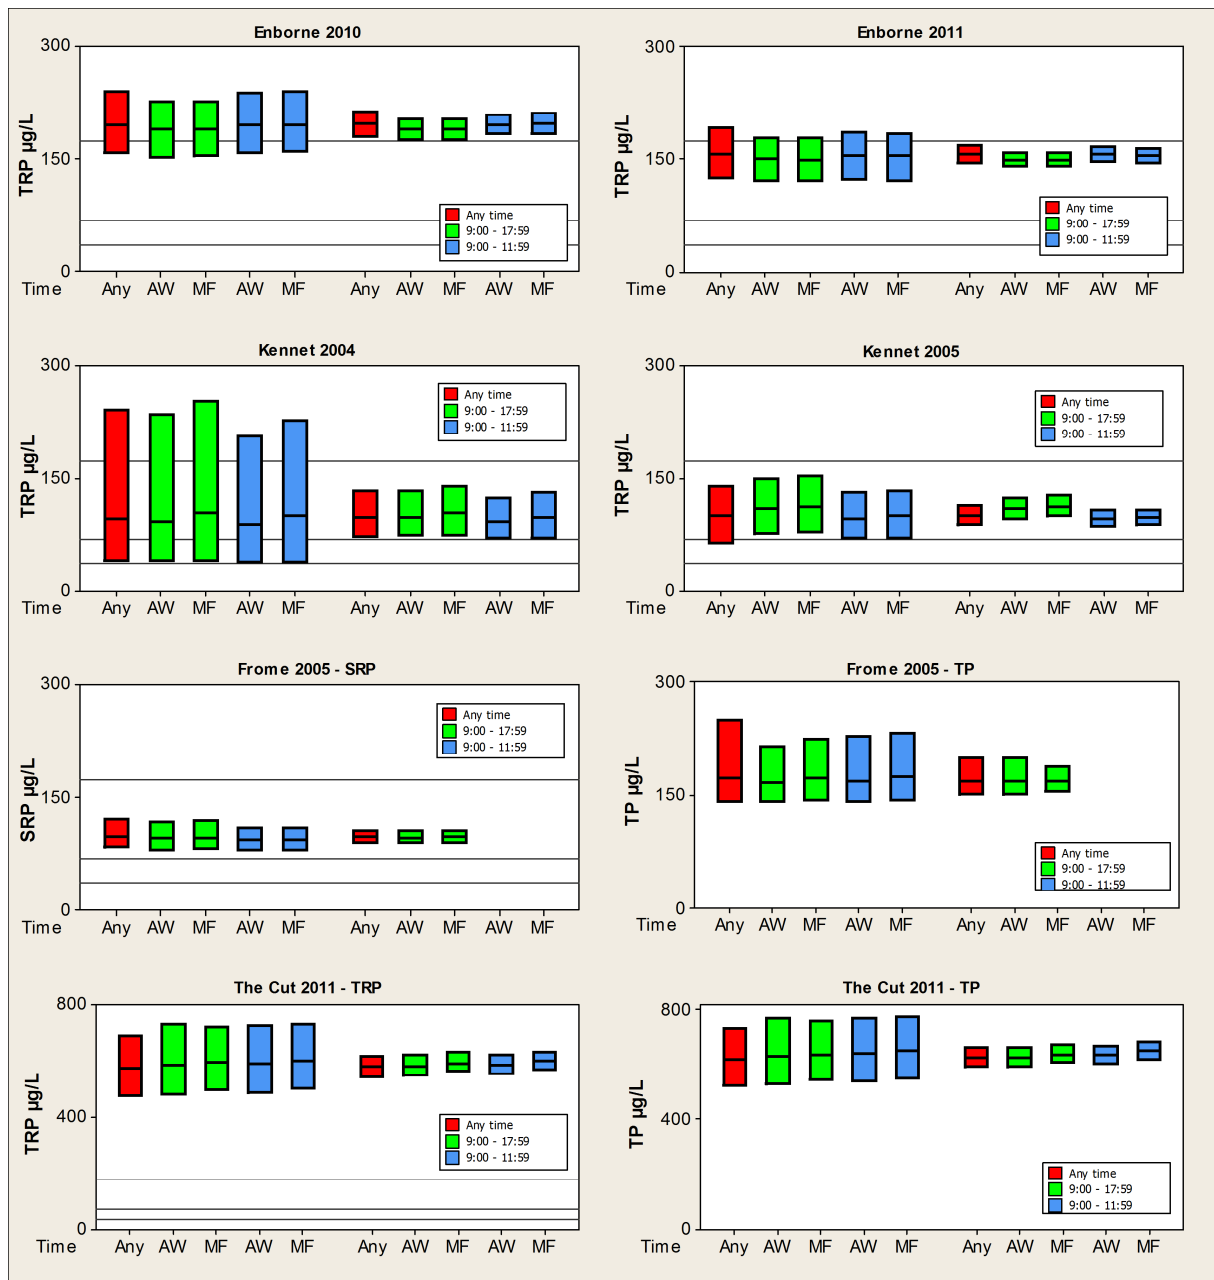 Enborne 2010
300
150
0
TRP µg/L
Any time
9:00 - 17:59
9:00 - 11:59
Time Any AW MF AW MF Any AW MF AW MF
Enborne 2011
300
150
0
TRP µg/L
Any time
9:00 - 17:59
9:00 - 11:59
Time Any AW MF AW MF Any AW MF AW MF
Kennet 2004
300
150
0
TRP µg/L
Any time
9:00 - 17:59
9:00 - 11:59
Time Any AW MF AW MF Any AW MF AW MF
Kennet 2005
300
150
0
TRP µg/L
Any time
9:00 - 17:59
9:00 - 11:59
Time Any AW MF AW MF Any AW MF AW MF
Frome 2005 - SRP
300
150
0
SRP µg/L
Any time
9:00 - 17:59
9:00 - 11:59
Time Any AW MF AW MF Any AW MF AW MF
Frome 2005 - TP
300
150
0
TP µg/L
Any time
9:00 - 17:59
9:00 - 11:59
Time Any AW MF AW MF Any AW MF AW MF
The Cut 2011 - TRP
800
400
0
TRP µg/L
Any time
9:00 - 17:59
9:00 - 11:59
Time Any AW MF AW MF Any AW MF AW MF
The Cut 2011 - TP
800
400
0
TP µg/L
Any time
9:00 - 17:59
9:00 - 11:59
Time Any AW MF AW MF Any AW MF AW MF